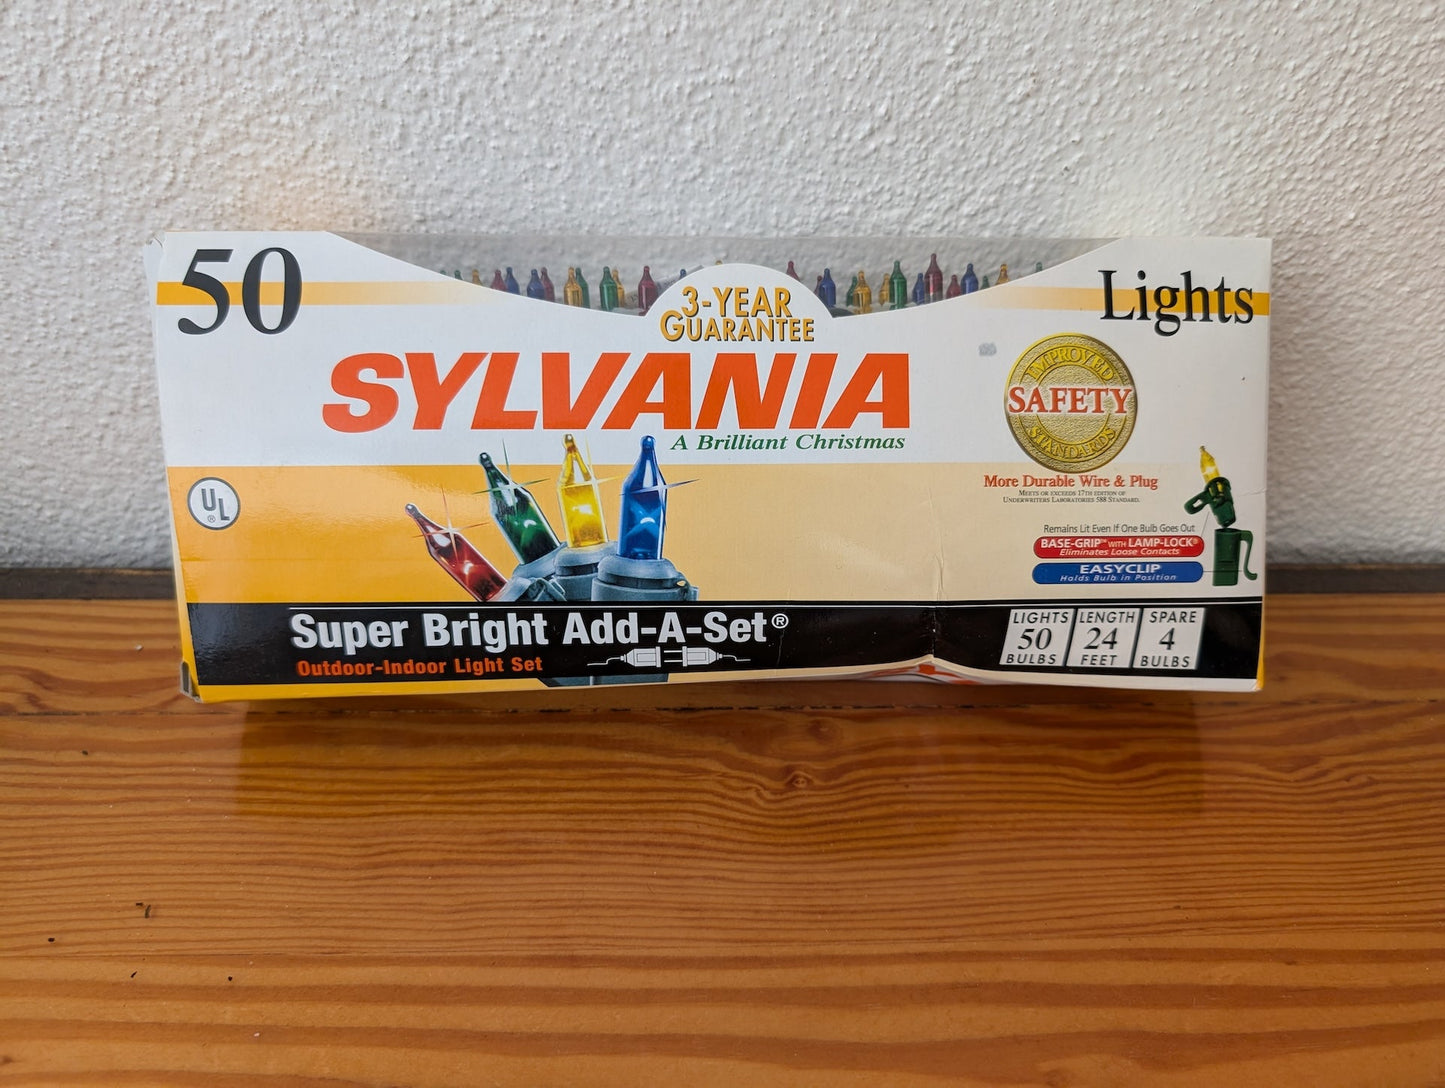 50
Lights
3-YEAR
GUARANTEE
SYLVANIA
A Brilliant Christmas
IMPROVED
SAFETY
STANDARDS
More Durable Wire & Plug
MEETS OR EXCEEDS 17TH EDITION OF
UNDERWRITERS LABORATORIES 588 STANDARD.
UL
®
Remains Lit Even If One Bulb Goes Out
BASE-GRIP™ WITH LAMP-LOCK®
Eliminates Loose Contacts
EASYCLIP
Holds Bulb in Position
Super Bright Add-A-Set®
Outdoor-Indoor Light Set
LIGHTS
50
BULBS
LENGTH
24
FEET
SPARE
4
BULBS